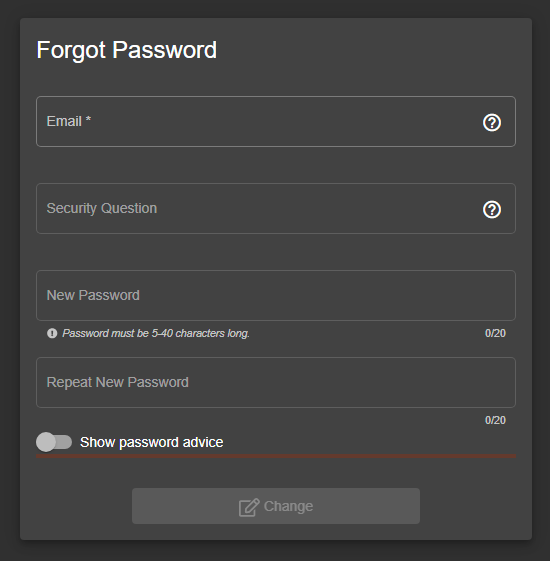 Forgot Password
Email *
Security Question
New Password
Password must be 5-40 characters long.
0/20
Repeat New Password
0/20
Show password advice
Change